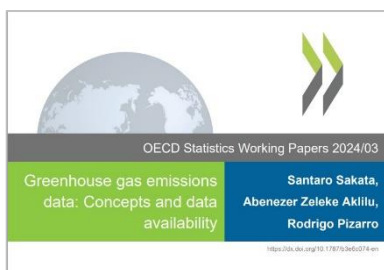 OECD Statistics Working Papers 2024/03
Greenhouse gas emissions
data: Concepts and data
availability
Santaro Sakata,
Abenezer Zeleke Aklilu,
Rodrigo Pizarro
https://dx.doi.org/10.1787/b3e6c074-en